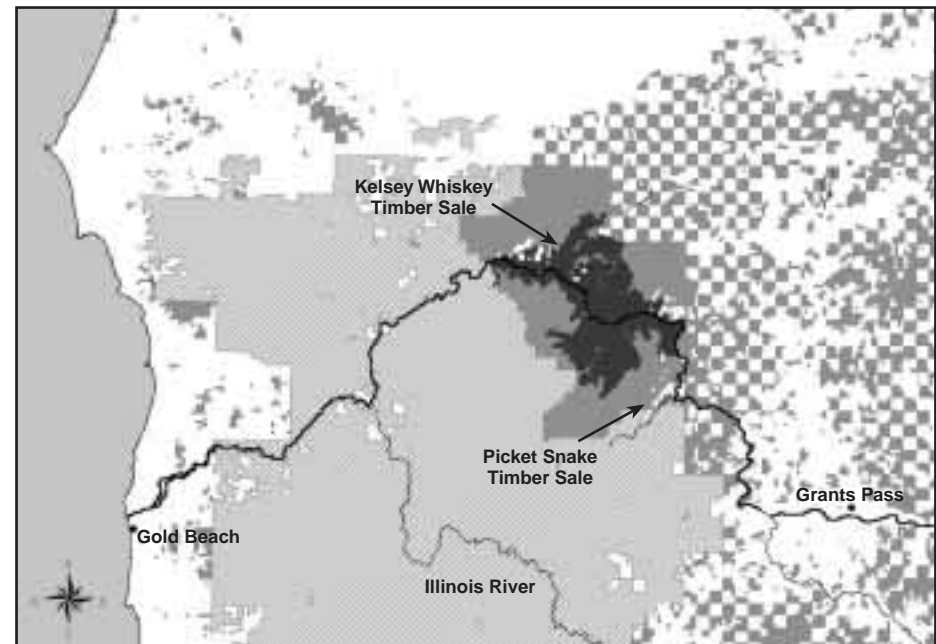 Kelsey Whiskey
Timber Sale
Picket Snake
Timber Sale
Grants Pass
Gold Beach
Illinois River